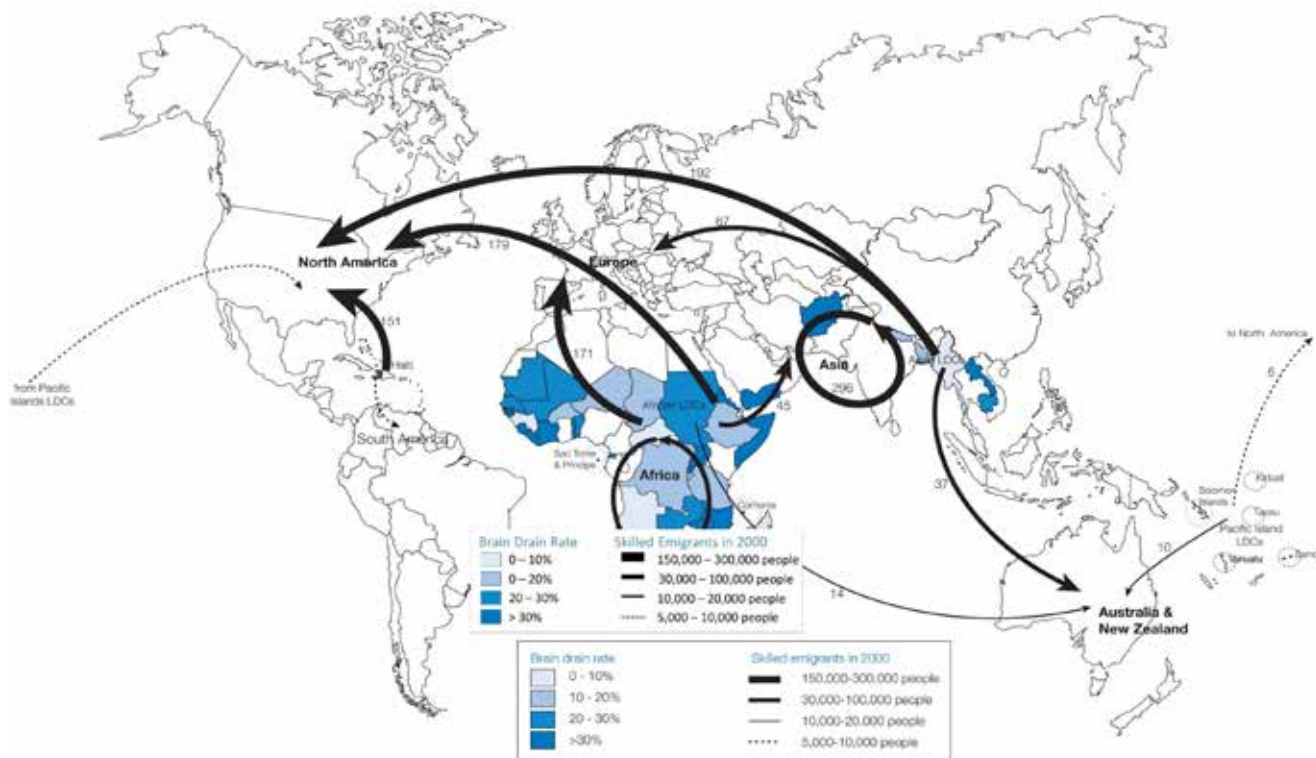 192
67
179
North America
Europe
151
Haiti
171
Asia
296
to North America
6
from Pacific
Islands LDCs
African LDCs
45
South America
Sao Tome
& Principe
Africa
37
Kiribati
Solomon
Islands
Tuvalu
Pacific Island
LDCs
Comoros
10
Vanuatu
14
Australia &
New Zealand
Brain Drain Rate
0 – 10%
0 – 20%
20 – 30%
> 30%
Skilled Emigrants in 2000
150,000 – 300,000 people
30,000 – 100,000 people
10,000 – 20,000 people
5,000 – 10,000 people
Brain drain rate
0 - 10%
10 - 20%
20 - 30%
>30%
Skilled emigrants in 2000
150,000-300,000 people
30,000-100,000 people
10,000-20,000 people
5,000-10,000 people